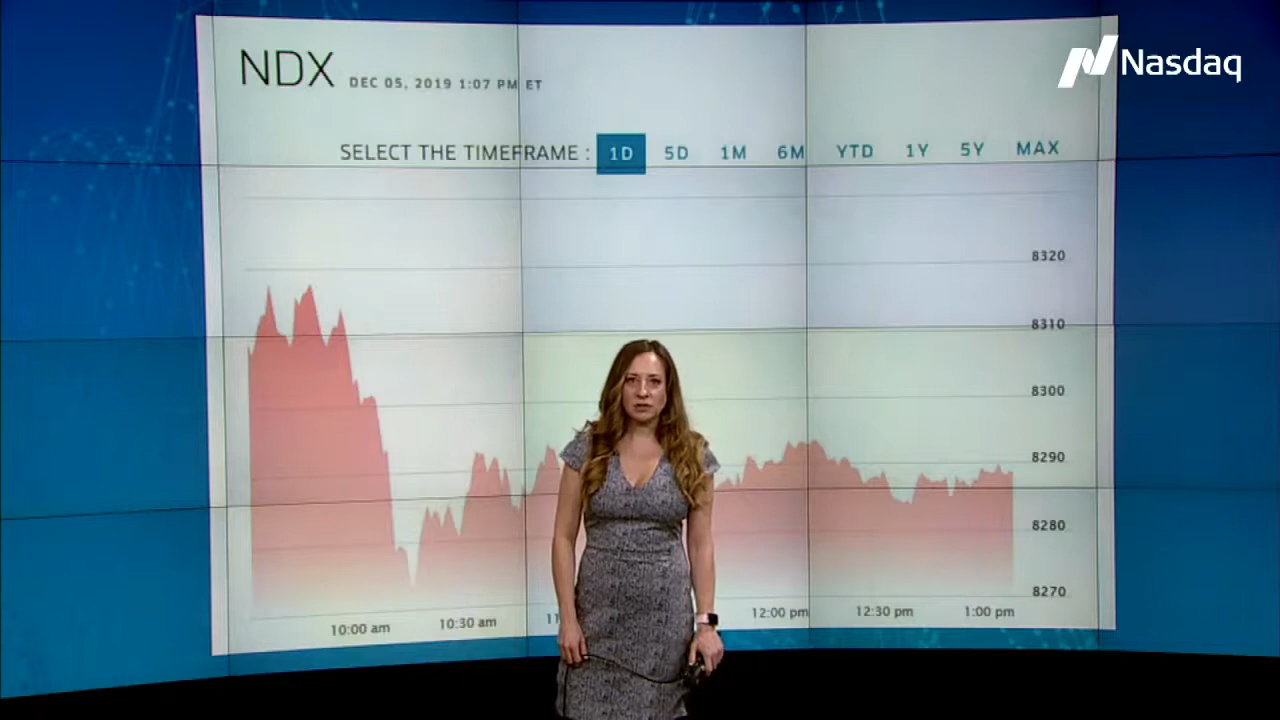 NDX DEC 05, 2019 1:07 PM ET
Nasdaq
SELECT THE TIMEFRAME : 1D 5D 1M 6M YTD 1Y 5Y MAX
8320
8310
8300
8290
8280
8270
10:00 am 10:30 am 12:00 pm 12:30 pm 1:00 pm